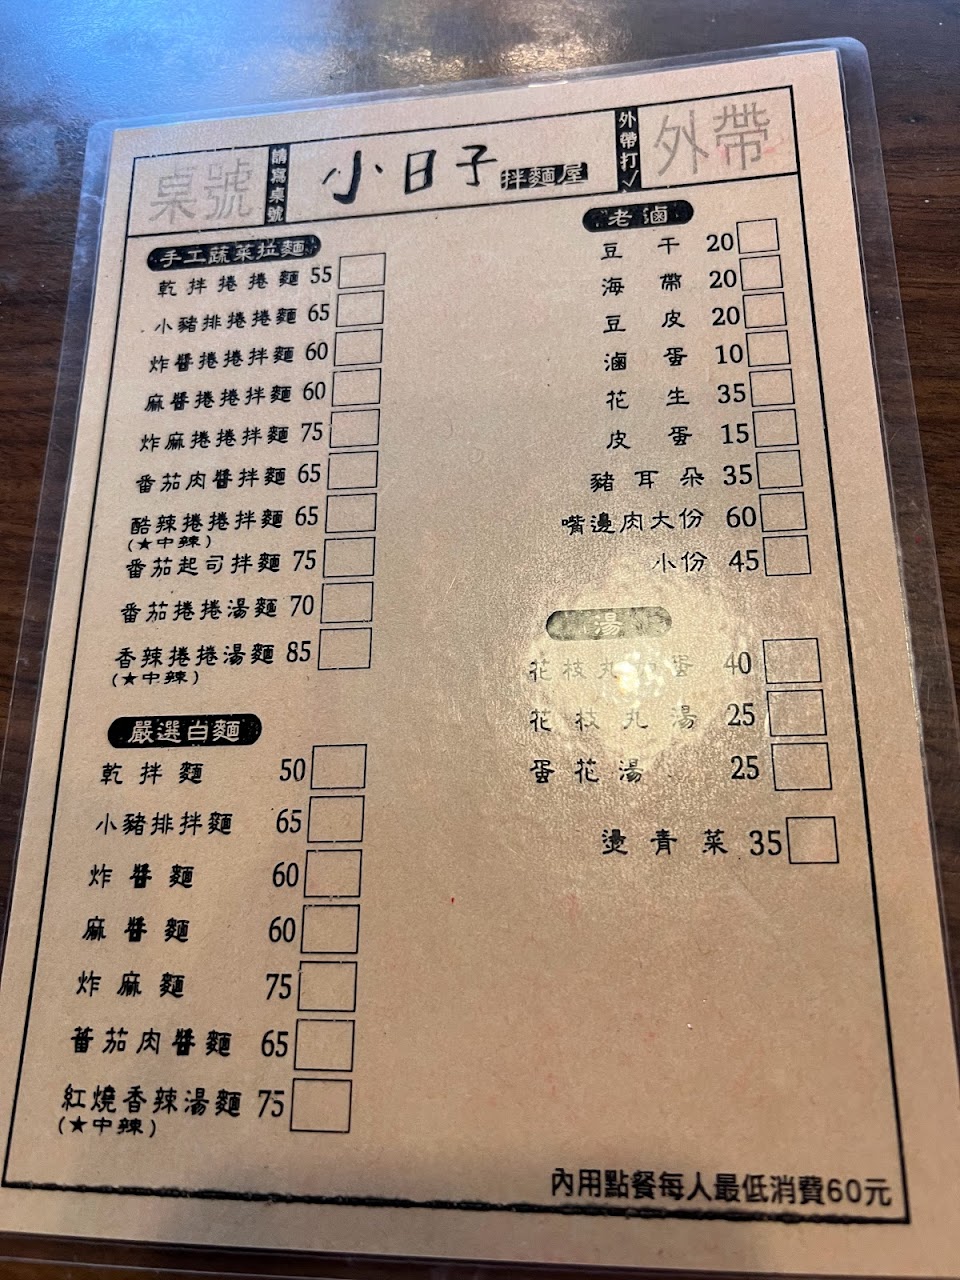 桌號
請寫桌號
小日子拌麵屋
外帶打✓
外帶
手工蔬菜拉麵
乾拌捲捲麵 55
小豬排捲捲麵 65
炸醬捲捲拌麵 60
麻醬捲捲拌麵 60
炸麻捲捲拌麵 75
番茄肉醬拌麵 65
酷辣捲捲拌麵 65
(★中辣)
番茄起司拌麵 75
番茄捲捲湯麵 70
香辣捲捲湯麵 85
(★中辣)
嚴選白麵
乾拌麵 50
小豬排拌麵 65
炸醬麵 60
麻醬麵 60
炸麻麵 75
蕃茄肉醬麵 65
紅燒香辣湯麵 75
(★中辣)
老滷
豆干 20
海帶 20
豆皮 20
滷蛋 10
花生 35
皮蛋 15
豬耳朵 35
嘴邊肉大份 60
小份 45
湯
花枝丸 蛋 40
花枝丸湯 25
蛋花湯 25
燙青菜 35
內用點餐每人最低消費60元